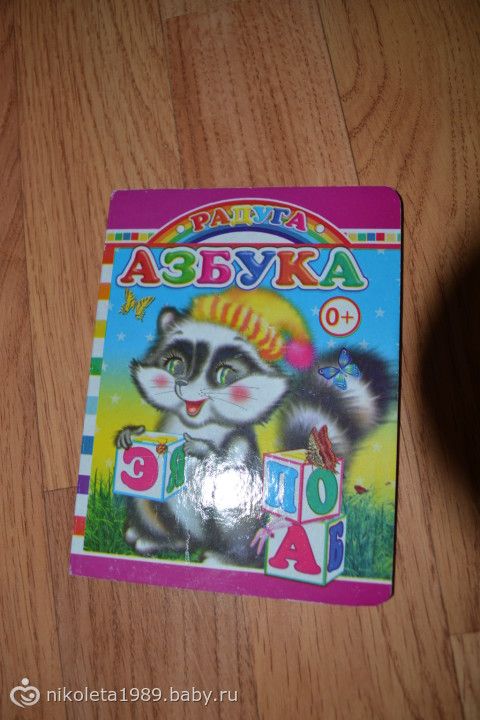 РАДУГА
АЗБУКА
0+
Э Я
П О
А Б
nikoleta1989.baby.ru